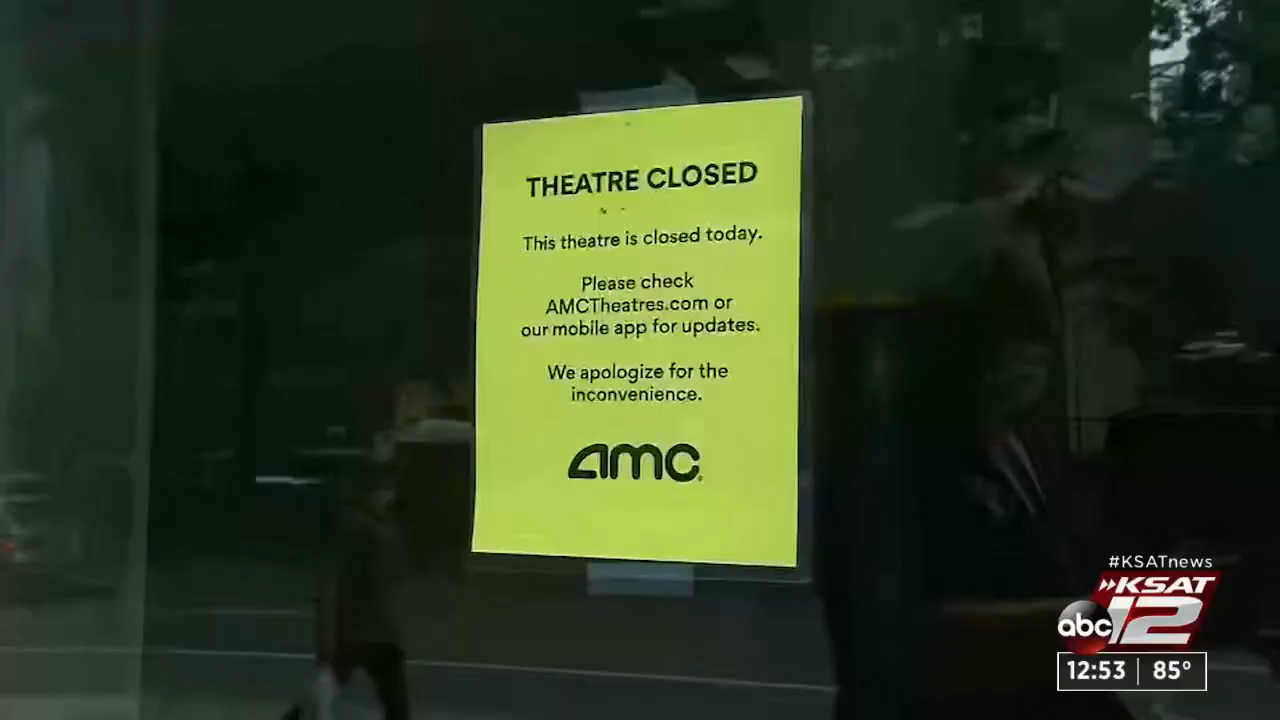 THEATRE CLOSED
This theatre is closed today.
Please check
AMCTheatres.com or
our mobile app for updates.
We apologize for the
inconvenience.
amc
#KSATnews
KSAT
abc 12
12:53 85°